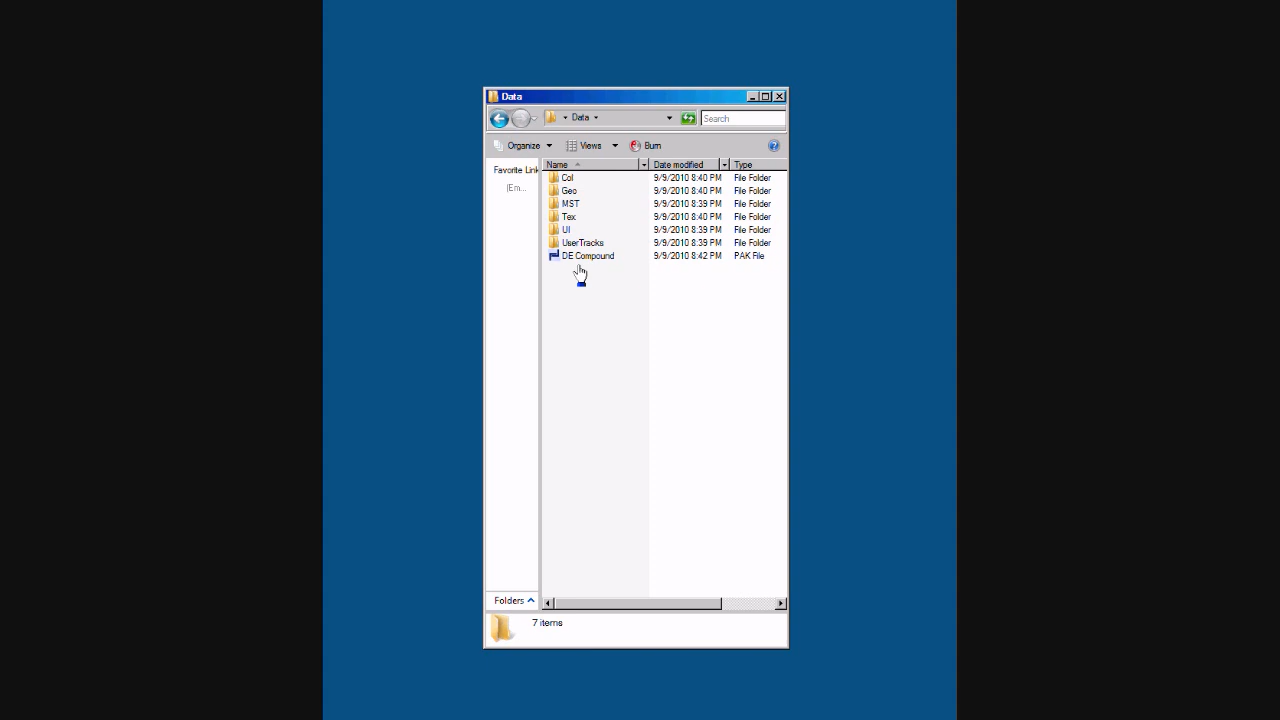 Data
Data
Search
Organize Views Burn
Favorite Link
(Em...
Name Date modified Type
Col 9/9/2010 8:40 PM File Folder
Geo 9/9/2010 8:40 PM File Folder
MST 9/9/2010 8:39 PM File Folder
Tex 9/9/2010 8:40 PM File Folder
UI 9/9/2010 8:39 PM File Folder
UserTracks 9/9/2010 8:39 PM File Folder
DE Compound 9/9/2010 8:42 PM PAK File
Folders
7 items